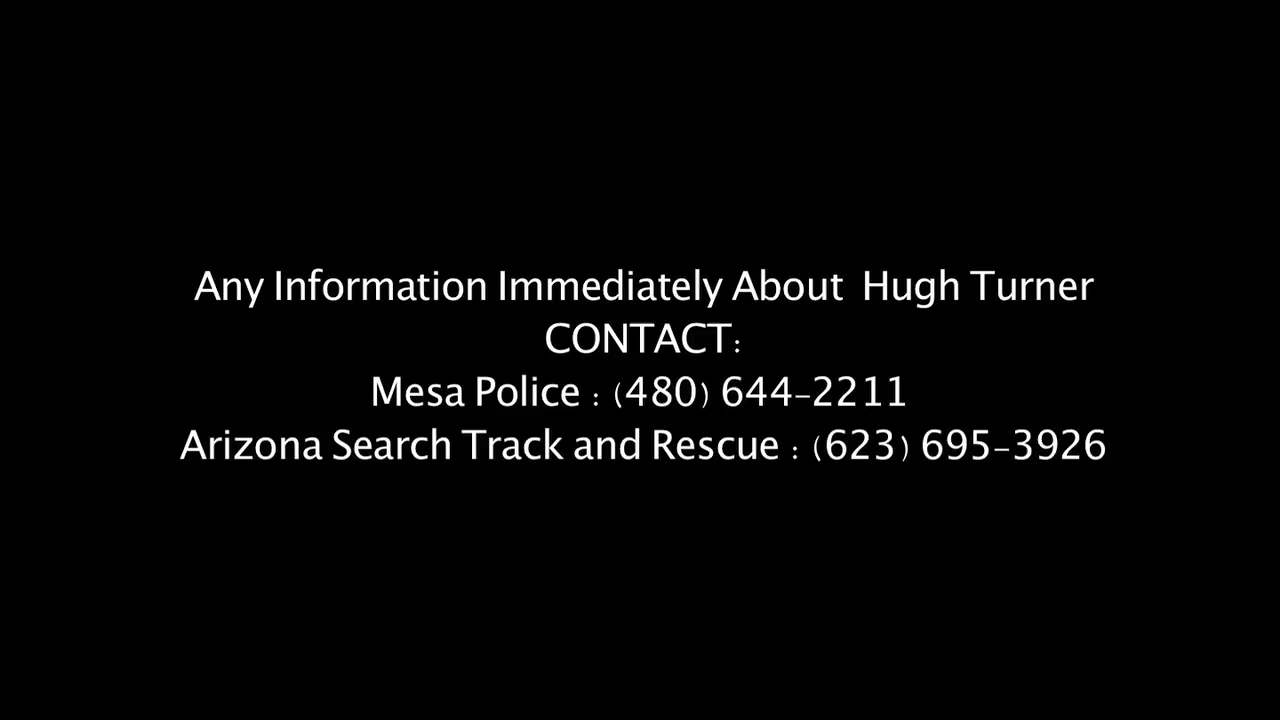 Any Information Immediately About  Hugh Turner
CONTACT:
Mesa Police : (480) 644-2211
Arizona Search Track and Rescue : (623) 695-3926